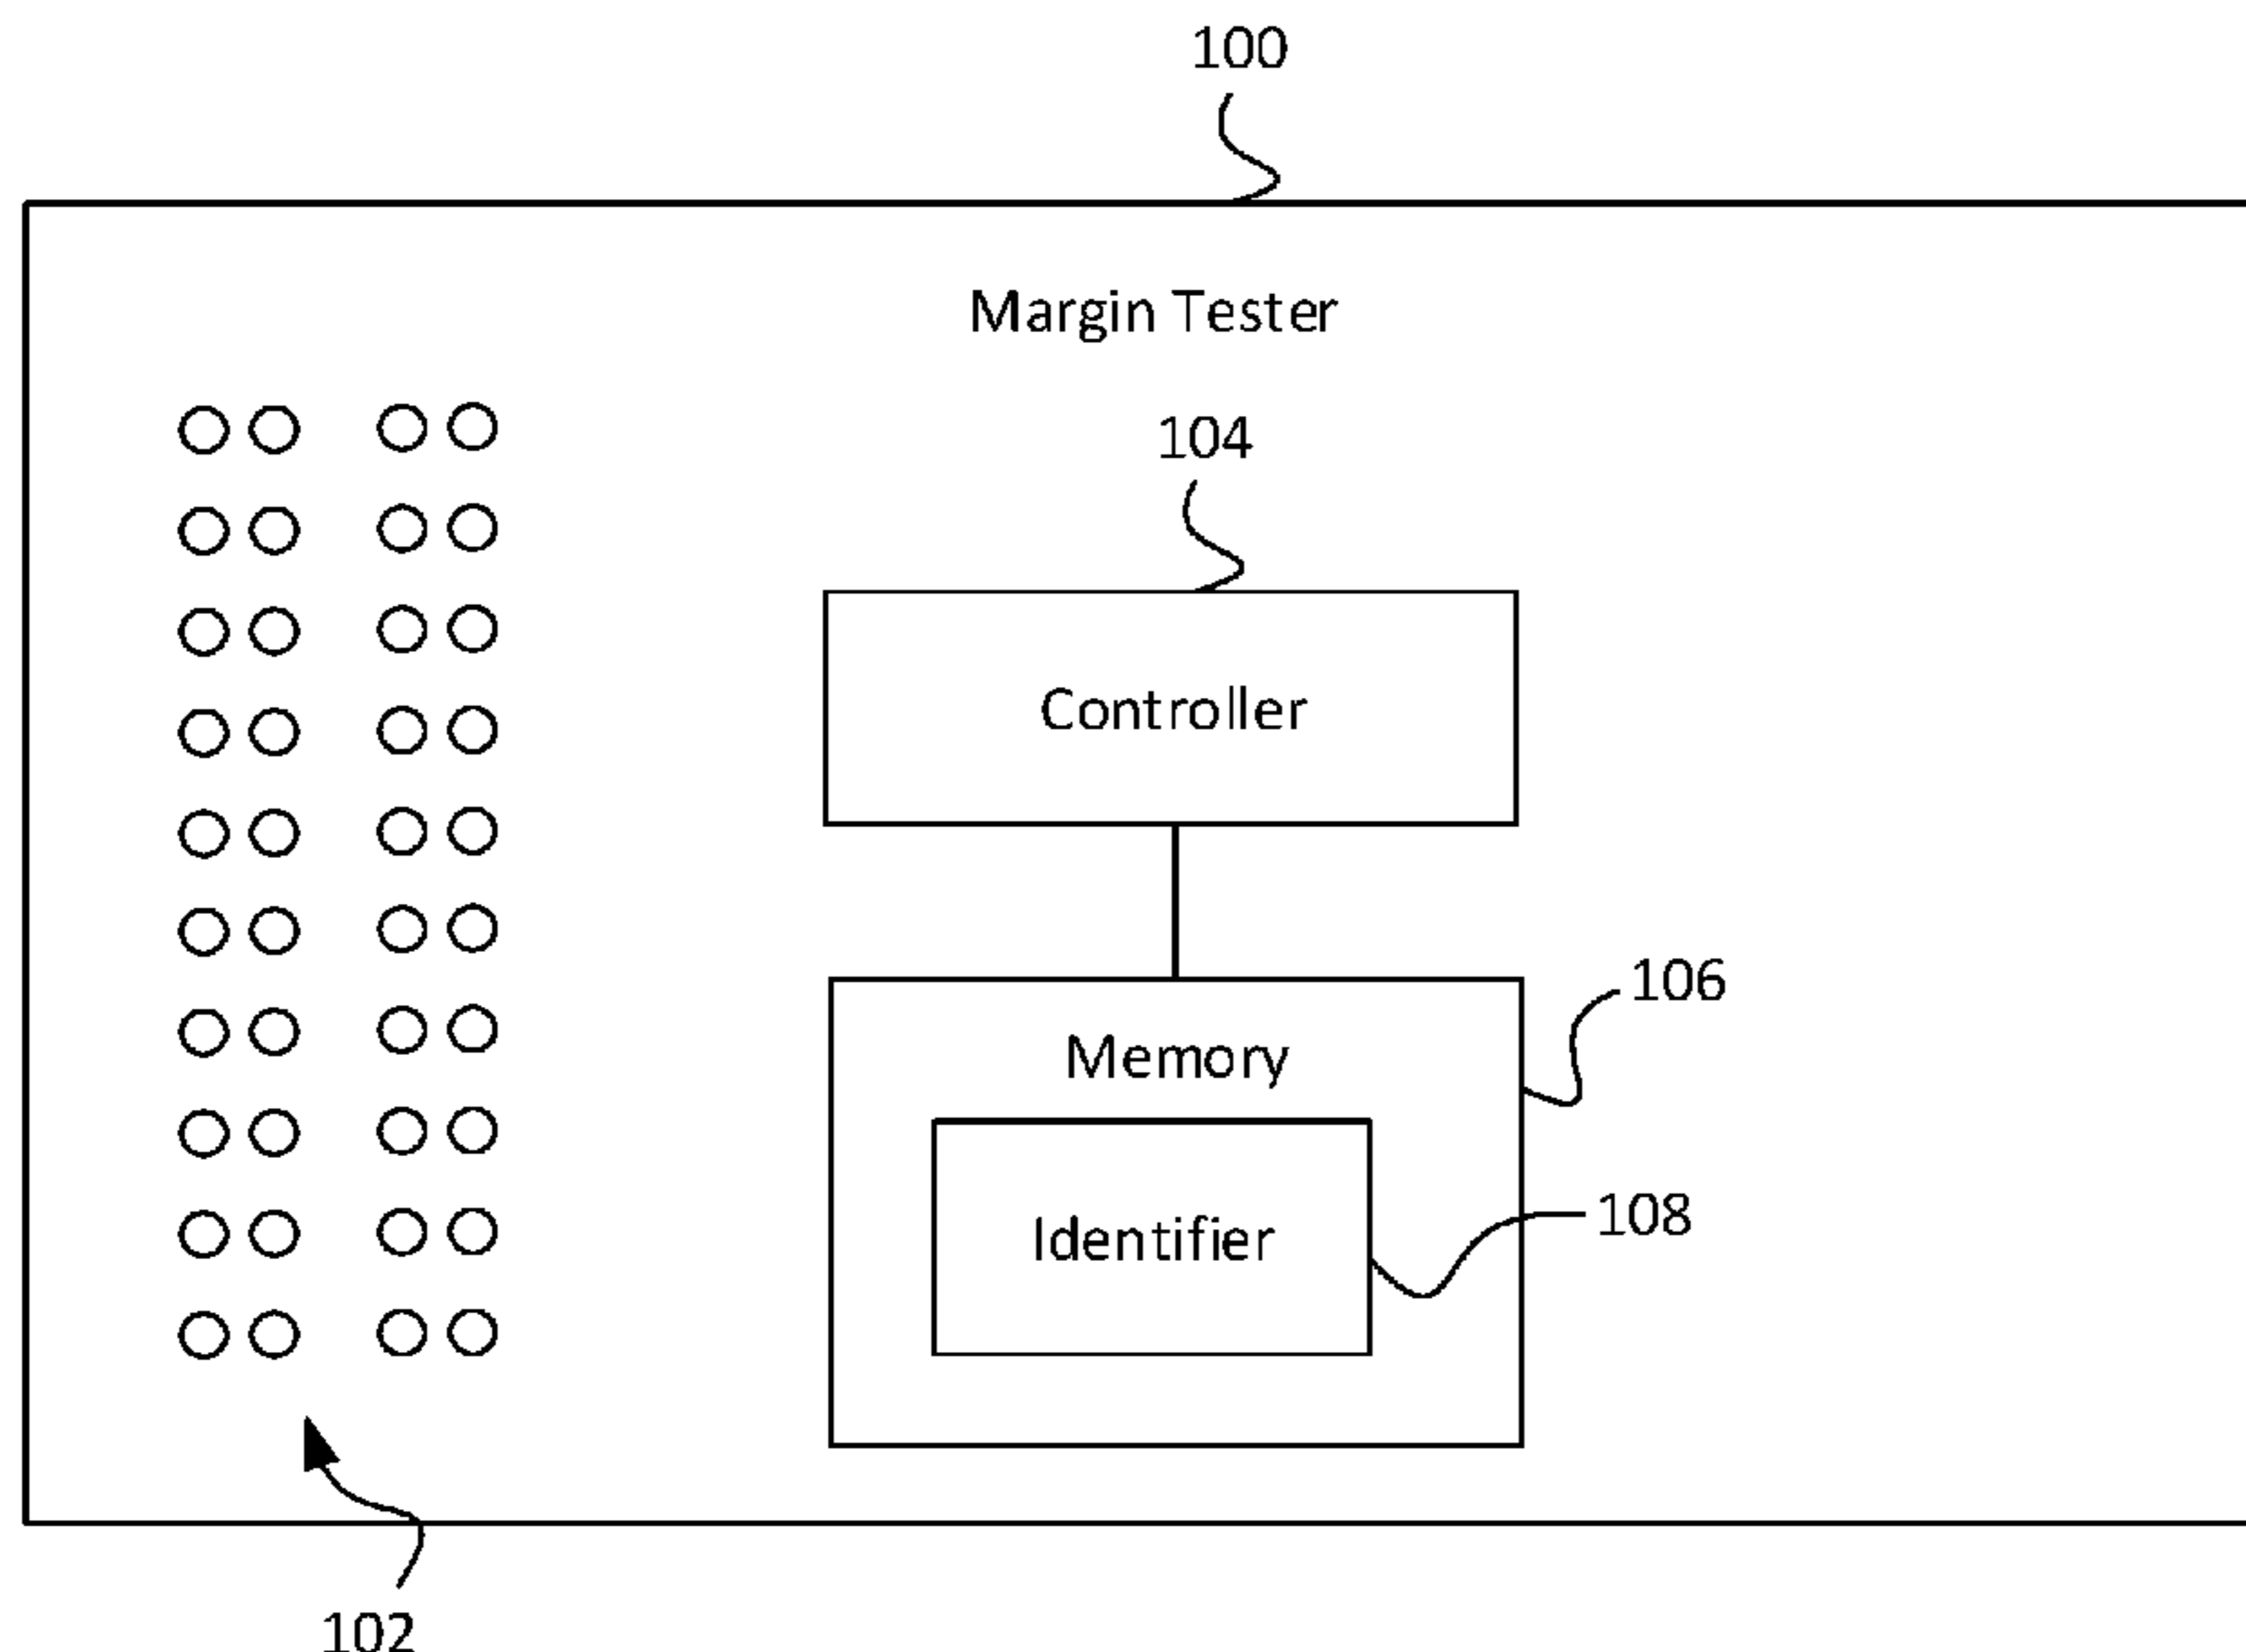 100
Margin Tester
104
Controller
106
Memory
108
Identifier
102